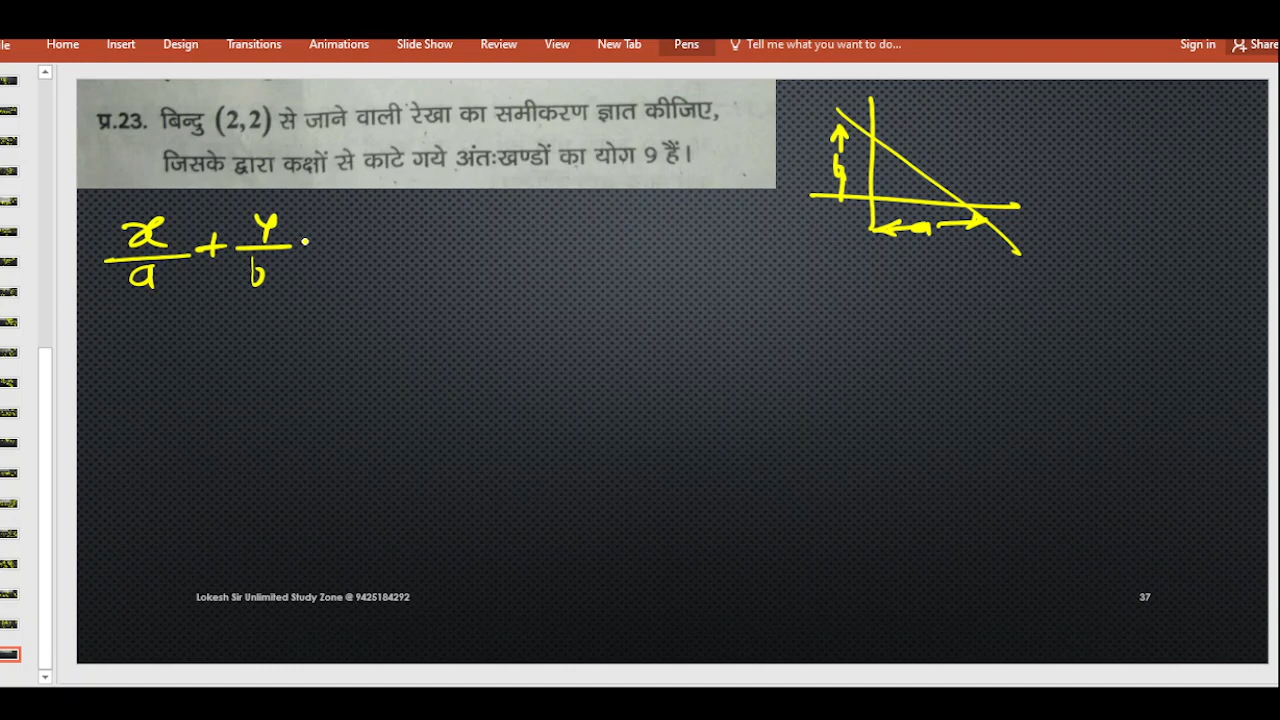 Home Insert Design Transitions Animations Slide Show Review View New Tab Pens Tell me what you want to do... Sign in Share
प्र.23. बिन्दु (2,2) से जाने वाली रेखा का समीकरण ज्ञात कीजिए,
जिसके द्वारा कक्षों से काटे गये अंतःखण्डों का योग 9 हैं।
b
a
x/a + y/b
Lokesh Sir Unlimited Study Zone @ 9425184292
37